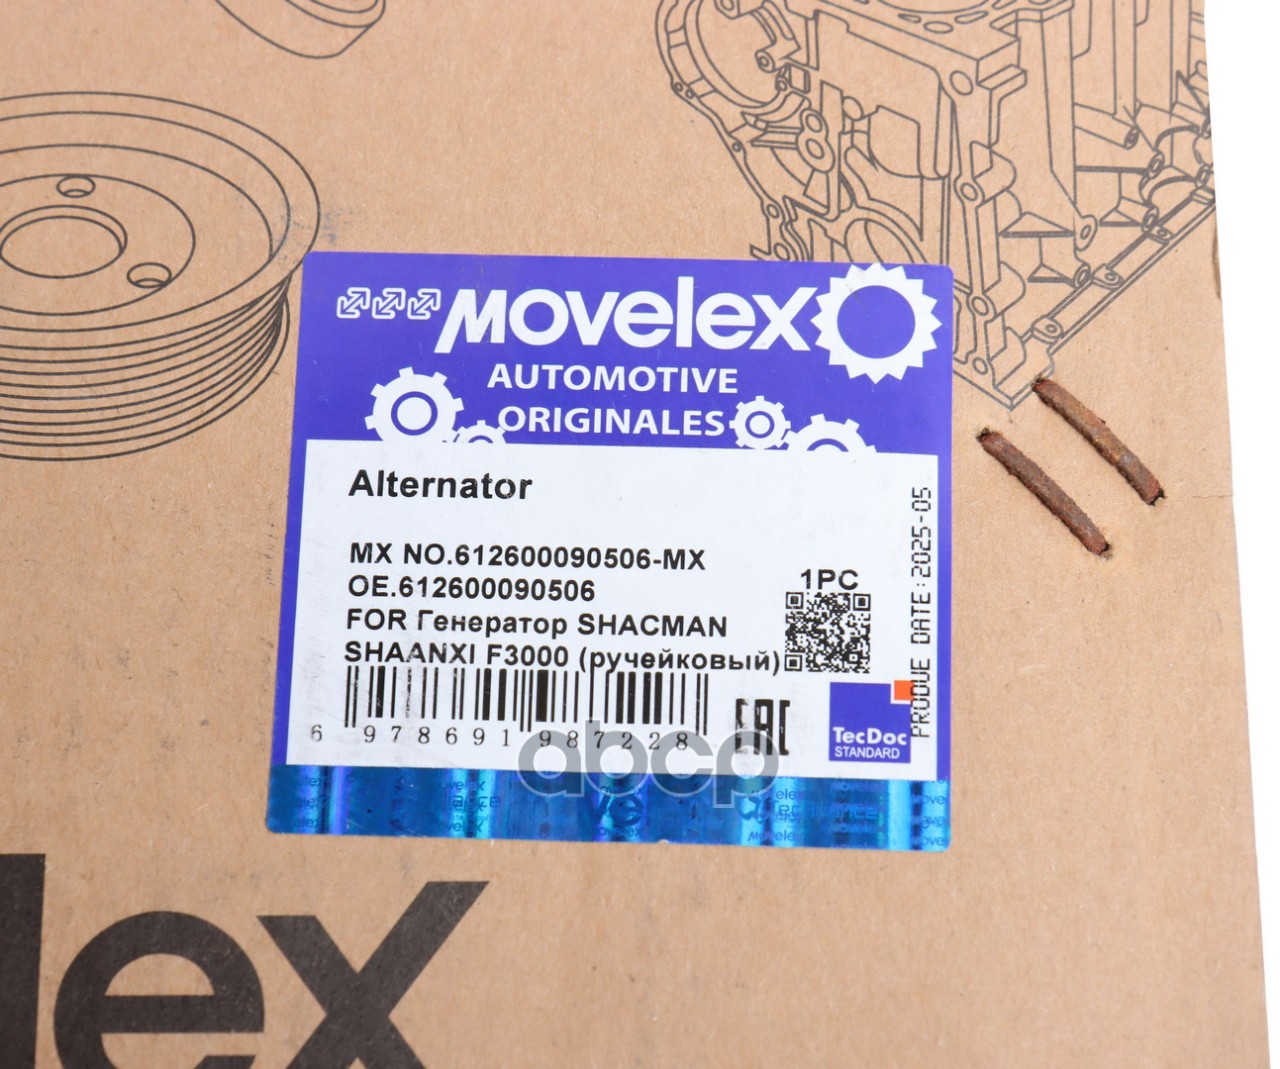 MOVELEX
AUTOMOTIVE
ORIGINALES
Alternator
MX NO.612600090506-MX
OE.612600090506
FOR Генератор SHACMAN
SHAANXI F3000 (ручейковый)
1PC
6 978691 987228
EAC
TecDoc
STANDARD
PRODUE DATE:2025-05
abcp
lex